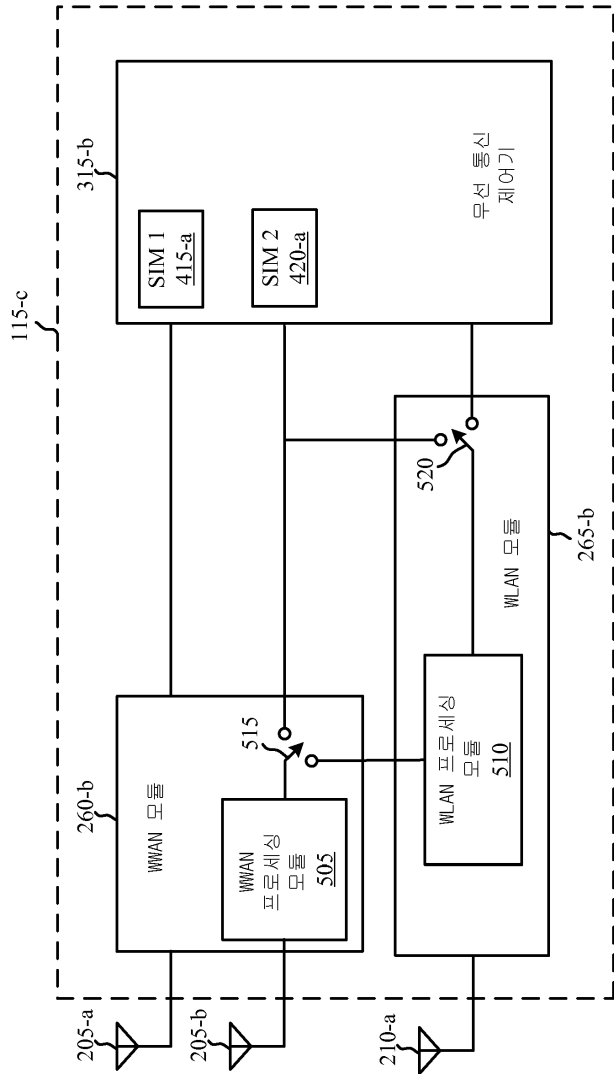 115-c
315-b
SIM 1
415-a
SIM 2
420-a
무선 통신
제어기
260-b
WWAN 모듈
515
WWAN
프로세싱
모듈
505
520
WLAN 모듈
265-b
WLAN 프로세싱
모듈
510
205-a
205-b
210-a